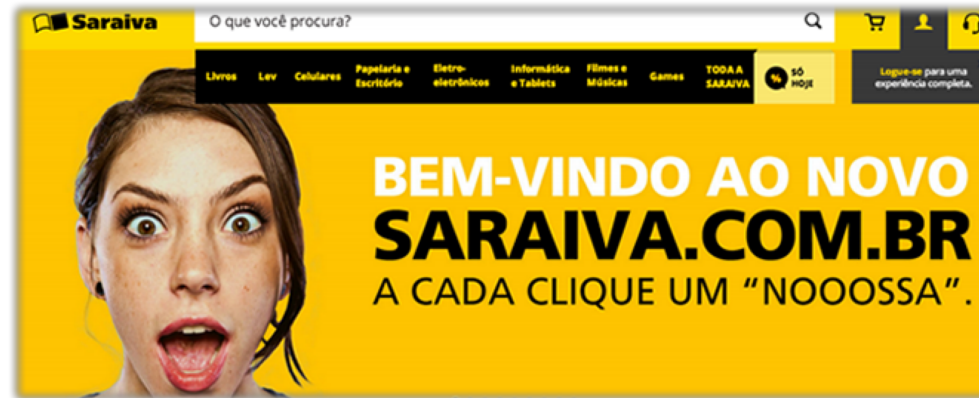 Saraiva
O que você procura?
Livros
Lev
Celulares
Papelaria e
Escritório
Eletro-
eletrônicos
Informática
e Tablets
Filmes e
Músicas
Games
TODA A
SARAIVA
% SÓ
HOJE
Logue-se para uma
experiência completa.
BEM-VINDO AO NOVO
SARAIVA.COM.BR
A CADA CLIQUE UM “NOOOSSA”.